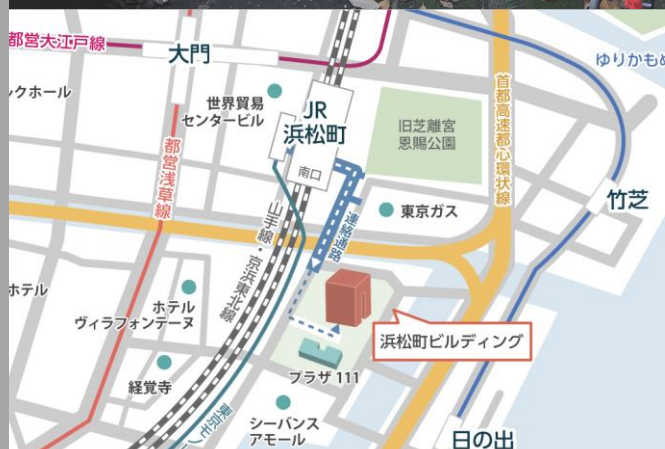 都営大江戸線
大門
ゆりかもめ
ックホール
世界貿易
センタービル
JR
浜松町
南口
旧芝離宮
恩賜公園
首都高速都心環状線
都営浅草線
竹芝
東京ガス
連絡通路
山手線・京浜東北線
ホテル
ホテル
ヴィラフォンテーヌ
浜松町ビルディング
経覚寺
プラザ 111
シーバンス
アモール
東京モノ
日の出